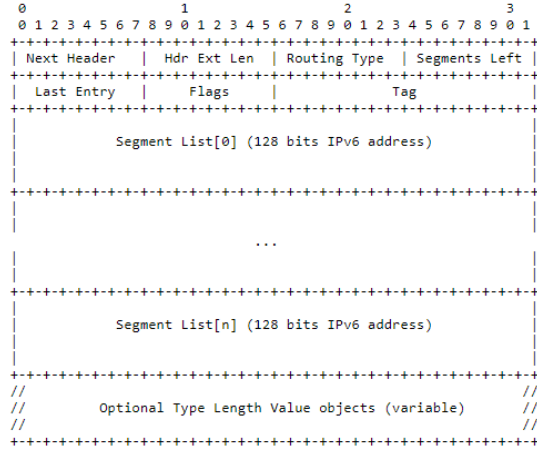 0 1 2 3
0 1 2 3 4 5 6 7 8 9 0 1 2 3 4 5 6 7 8 9 0 1 2 3 4 5 6 7 8 9 0 1
+-+-+-+-+-+-+-+-+-+-+-+-+-+-+-+-+-+-+-+-+-+-+-+-+-+-+-+-+-+-+-+-+
| Next Header | Hdr Ext Len | Routing Type | Segments Left |
+-+-+-+-+-+-+-+-+-+-+-+-+-+-+-+-+-+-+-+-+-+-+-+-+-+-+-+-+-+-+-+-+
| Last Entry | Flags | Tag |
+-+-+-+-+-+-+-+-+-+-+-+-+-+-+-+-+-+-+-+-+-+-+-+-+-+-+-+-+-+-+-+-+
| |
| Segment List[0] (128 bits IPv6 address) |
| |
| |
+-+-+-+-+-+-+-+-+-+-+-+-+-+-+-+-+-+-+-+-+-+-+-+-+-+-+-+-+-+-+-+-+
| |
| |
...
| |
| |
+-+-+-+-+-+-+-+-+-+-+-+-+-+-+-+-+-+-+-+-+-+-+-+-+-+-+-+-+-+-+-+-+
| |
| Segment List[n] (128 bits IPv6 address) |
| |
| |
+-+-+-+-+-+-+-+-+-+-+-+-+-+-+-+-+-+-+-+-+-+-+-+-+-+-+-+-+-+-+-+-+
// //
// Optional Type Length Value objects (variable) //
// //
+-+-+-+-+-+-+-+-+-+-+-+-+-+-+-+-+-+-+-+-+-+-+-+-+-+-+-+-+-+-+-+-+